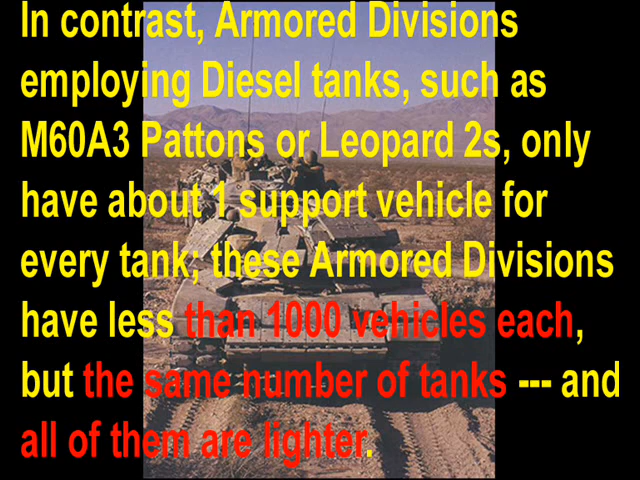 In contrast, Armored Divisions
employing Diesel tanks, such as
M60A3 Pattons or Leopard 2s, only
have about 1 support vehicle for
every tank; these Armored Divisions
have less than 1000 vehicles each,
but the same number of tanks --- and
all of them are lighter.